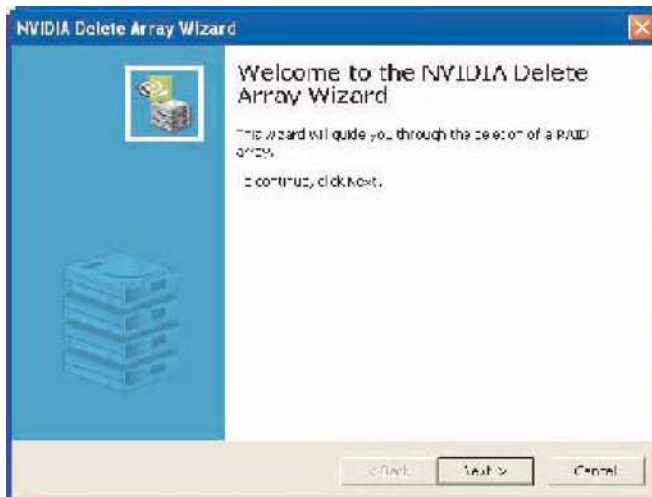 NVIDIA Delete Array Wizard
Welcome to the NVIDIA Delete
Array Wizard
This wizard will guide you through the deletion of a RAID
array.
To continue, click Next.
< Back
Next >
Cancel